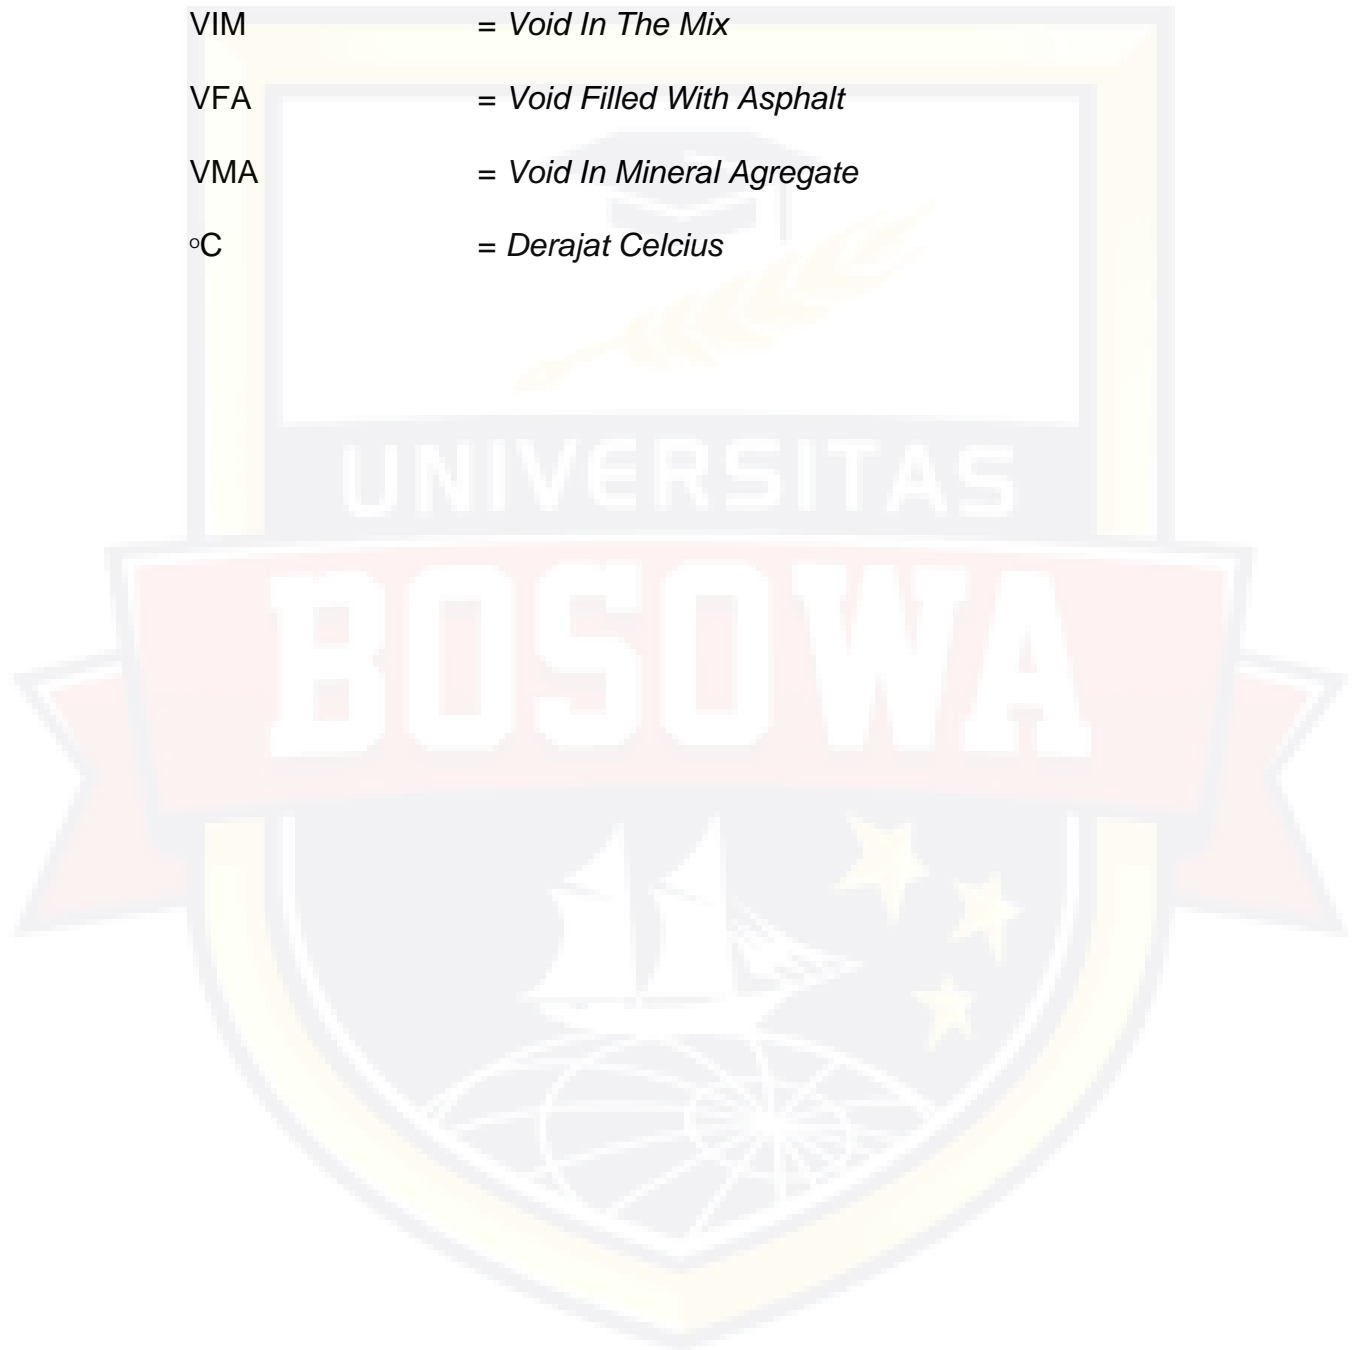 VIM = Void In The Mix
VFA = Void Filled With Asphalt
VMA = Void In Mineral Agregate
°C = Derajat Celcius
UNIVERSITAS
BOSOWA